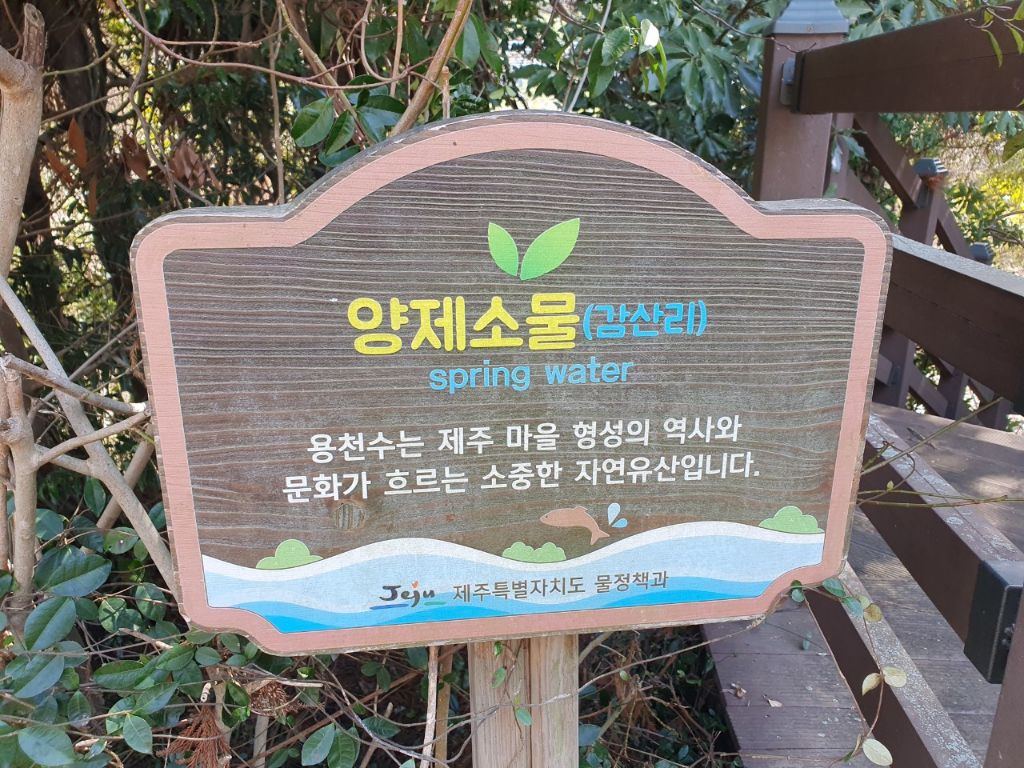 양제소물(감산리)
spring water
용천수는 제주 마을 형성의 역사와
문화가 흐르는 소중한 자연유산입니다.
Jeju 제주특별자치도 물정책과